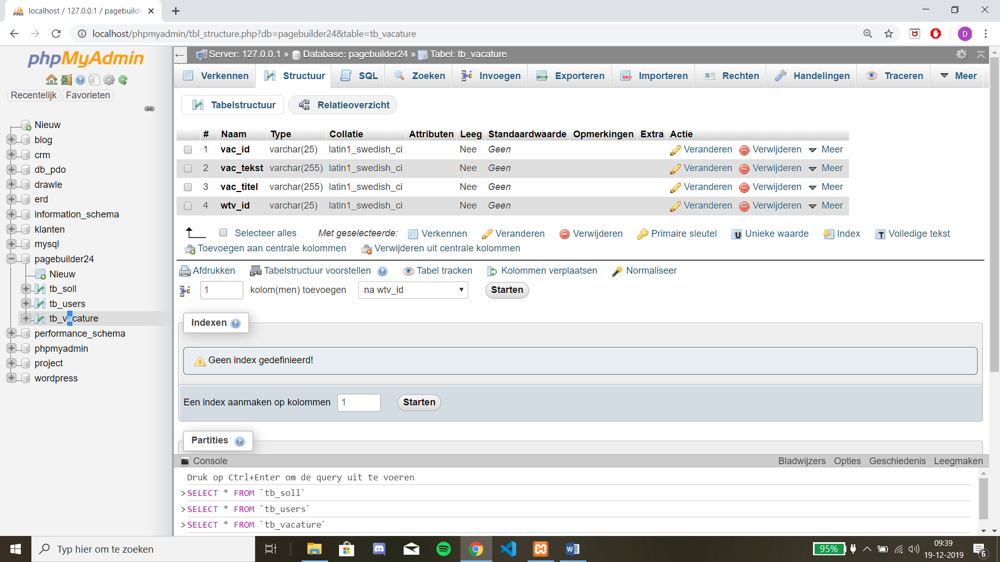 localhost / 127.0.0.1 / pagebuilde
localhost/phpmyadmin/tbl_structure.php?db=pagebuilder24&table=tb_vacature
D
phpMyAdmin
Recentelijk Favorieten
Nieuw
blog
crm
db_pdo
drawle
erd
information_schema
klanten
mysql
pagebuilder24
Nieuw
tb_soll
tb_users
tb_vacature
performance_schema
phpmyadmin
project
wordpress
Server: 127.0.0.1 » Database: pagebuilder24 » Tabel: tb_vacature
Verkennen Structuur SQL Zoeken Invoegen Exporteren Importeren Rechten Handelingen Traceren Meer
Tabelstructuur Relatieoverzicht
# Naam Type Collatie Attributen Leeg Standaardwaarde Opmerkingen Extra Actie
1 vac_id varchar(25) latin1_swedish_ci Nee Geen Veranderen Verwijderen Meer
2 vac_tekst varchar(255) latin1_swedish_ci Nee Geen Veranderen Verwijderen Meer
3 vac_titel varchar(255) latin1_swedish_ci Nee Geen Veranderen Verwijderen Meer
4 wtv_id varchar(25) latin1_swedish_ci Nee Geen Veranderen Verwijderen Meer
Selecteer alles Met geselecteerde: Verkennen Veranderen Verwijderen Primaire sleutel Unieke waarde Index Volledige tekst
Toevoegen aan centrale kolommen Verwijderen uit centrale kolommen
Afdrukken Tabelstructuur voorstellen Tabel tracken Kolommen verplaatsen Normaliseer
1 kolom(men) toevoegen na wtv_id Starten
Indexen
Geen index gedefinieerd!
Een index aanmaken op kolommen 1 Starten
Partities
Console Bladwijzers Opties Geschiedenis Leegmaken
Druk op Ctrl+Enter om de query uit te voeren
>SELECT * FROM `tb_soll`
>SELECT * FROM `tb_users`
>SELECT * FROM `tb_vacature`
Typ hier om te zoeken
95%
09:39
19-12-2019
6